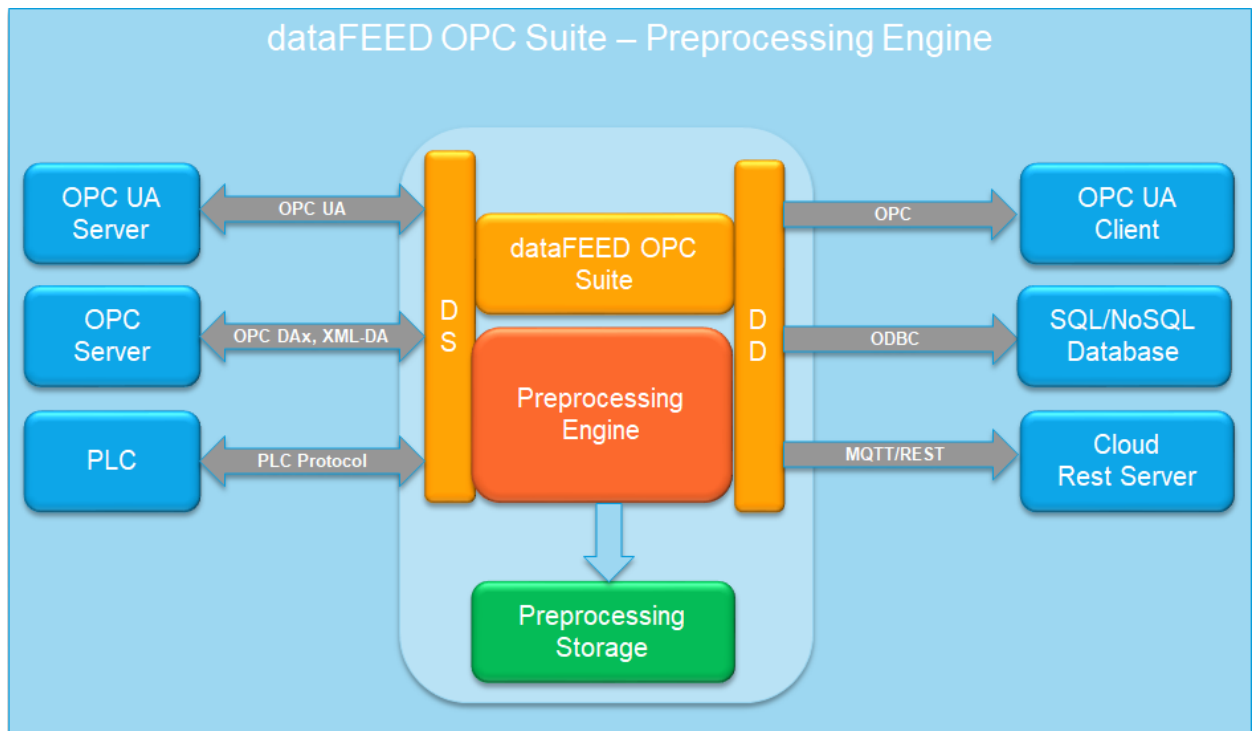 dataFEED OPC Suite – Preprocessing Engine
OPC UA
Server
OPC UA
OPC
Server
OPC DAx, XML-DA
PLC
PLC Protocol
D
S
dataFEED OPC
Suite
Preprocessing
Engine
Preprocessing
Storage
D
D
OPC
OPC UA
Client
ODBC
SQL/NoSQL
Database
MQTT/REST
Cloud
Rest Server